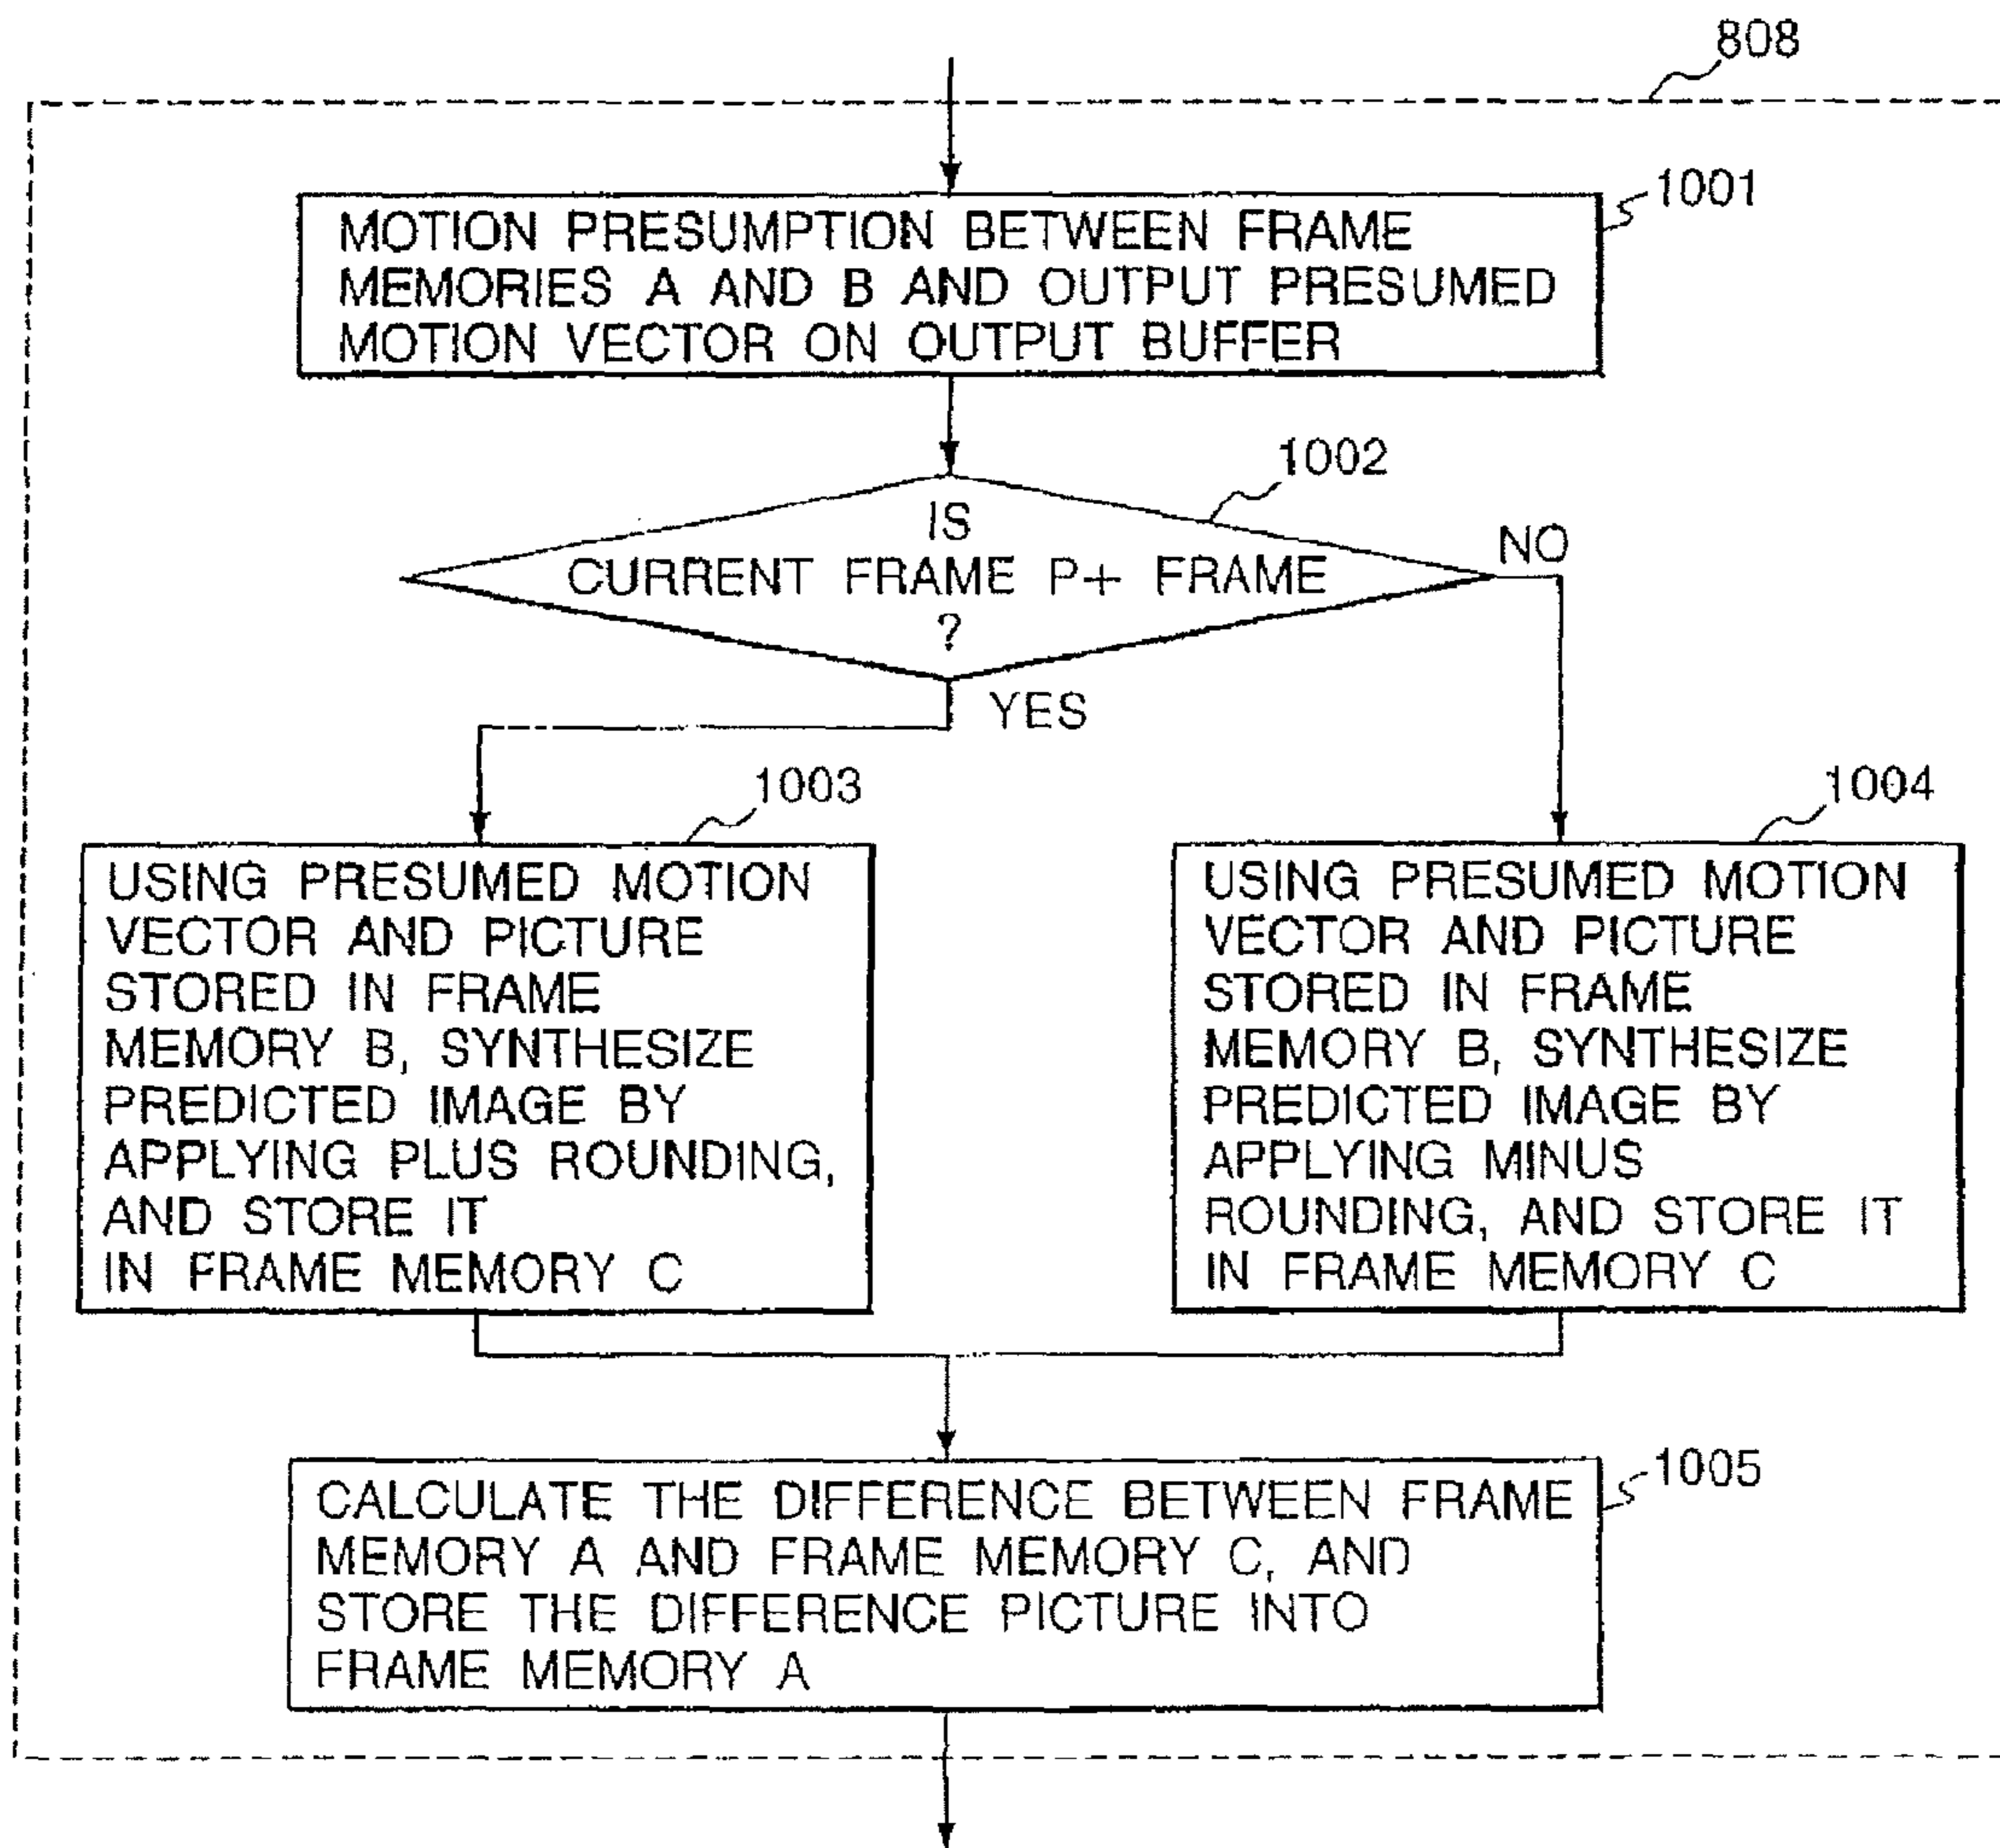 808
1001
MOTION PRESUMPTION BETWEEN FRAME
MEMORIES A AND B AND OUTPUT PRESUMED
MOTION VECTOR ON OUTPUT BUFFER
1002
IS
CURRENT FRAME P+ FRAME
?
NO
YES
1003
USING PRESUMED MOTION
VECTOR AND PICTURE
STORED IN FRAME
MEMORY B, SYNTHESIZE
PREDICTED IMAGE BY
APPLYING PLUS ROUNDING,
AND STORE IT
IN FRAME MEMORY C
1004
USING PRESUMED MOTION
VECTOR AND PICTURE
STORED IN FRAME
MEMORY B, SYNTHESIZE
PREDICTED IMAGE BY
APPLYING MINUS
ROUNDING, AND STORE IT
IN FRAME MEMORY C
1005
CALCULATE THE DIFFERENCE BETWEEN FRAME
MEMORY A AND FRAME MEMORY C, AND
STORE THE DIFFERENCE PICTURE INTO
FRAME MEMORY A